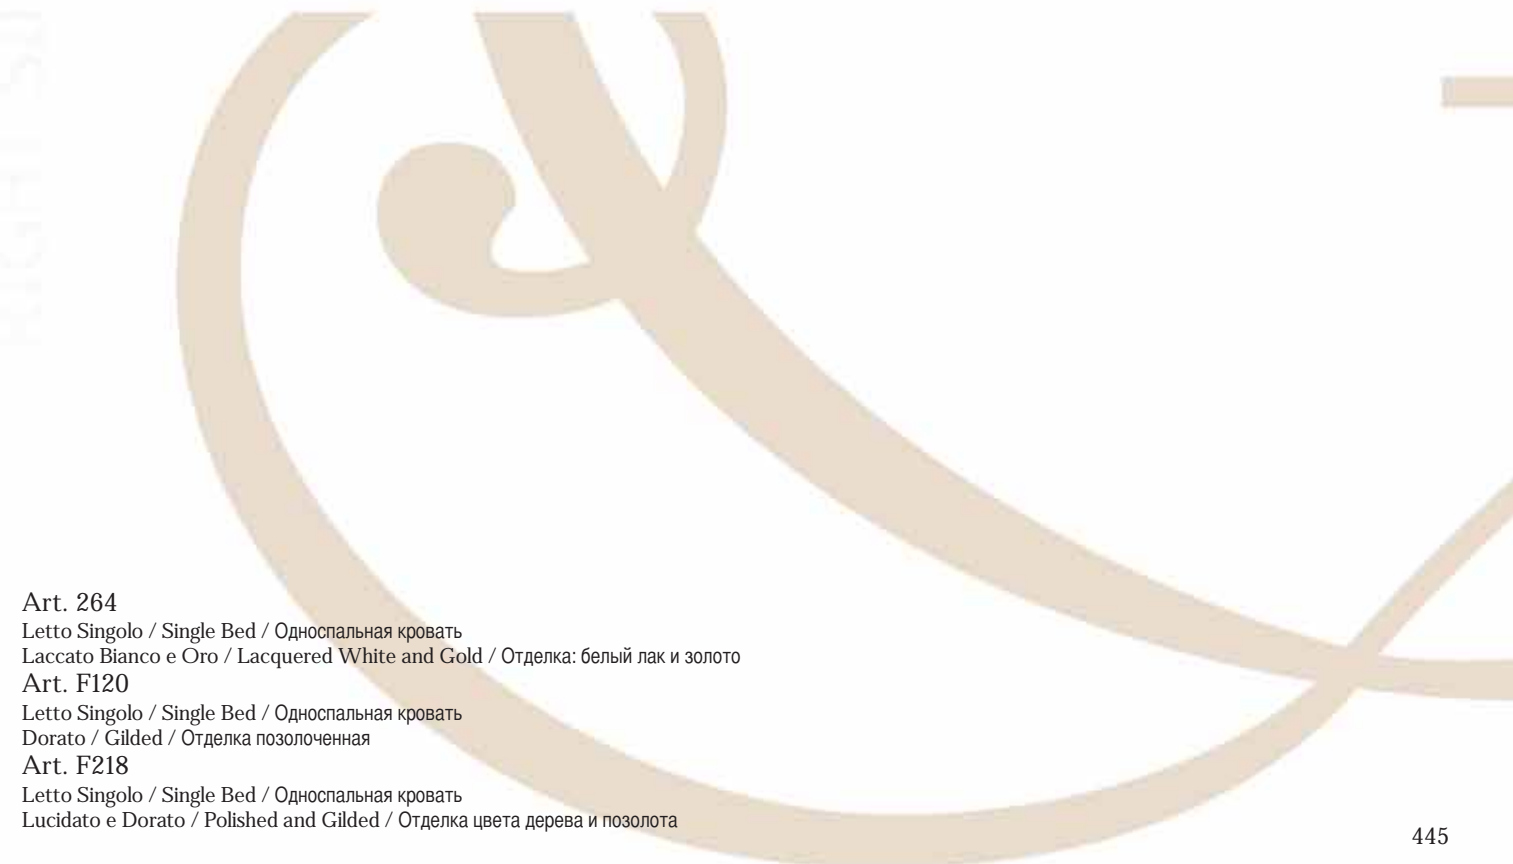 Art. 264
Letto Singolo / Single Bed / Односпальная кровать
Laccato Bianco e Oro / Lacquered White and Gold / Отделка: белый лак и золото
Art. F120
Letto Singolo / Single Bed / Односпальная кровать
Dorato / Gilded / Отделка позолоченная
Art. F218
Letto Singolo / Single Bed / Односпальная кровать
Lucidato e Dorato / Polished and Gilded / Отделка цвета дерева и позолота
445